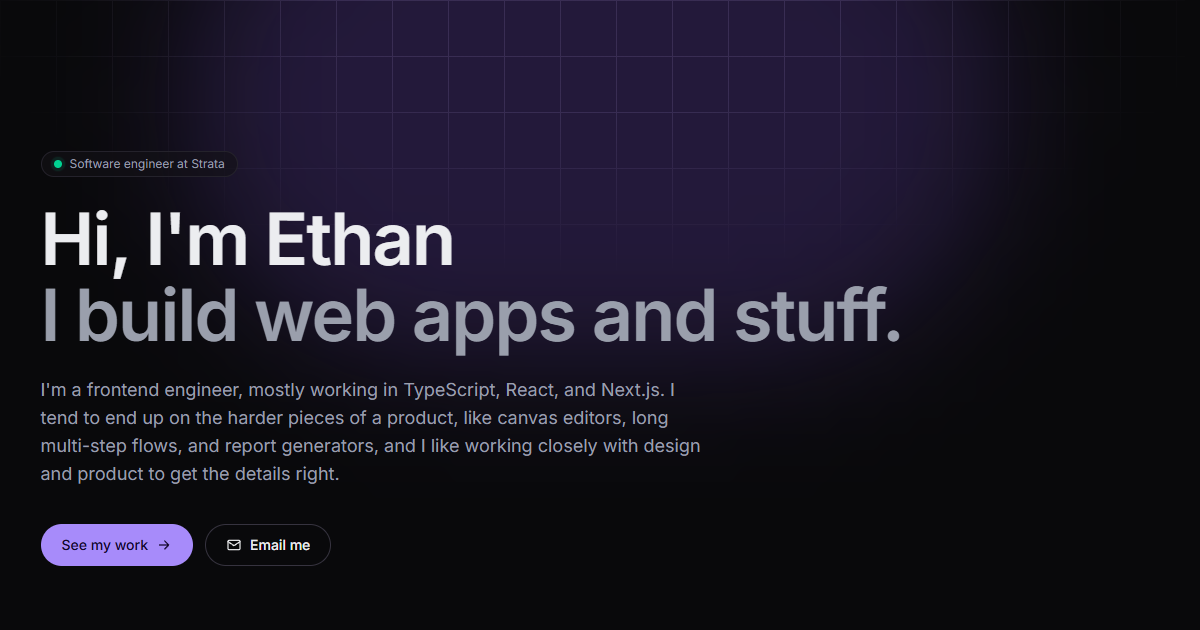 Software engineer at Strata
Hi, I'm Ethan
I build web apps and stuff.
I'm a frontend engineer, mostly working in TypeScript, React, and Next.js. I
tend to end up on the harder pieces of a product, like canvas editors, long
multi-step flows, and report generators, and I like working closely with design
and product to get the details right.
See my work →
Email me